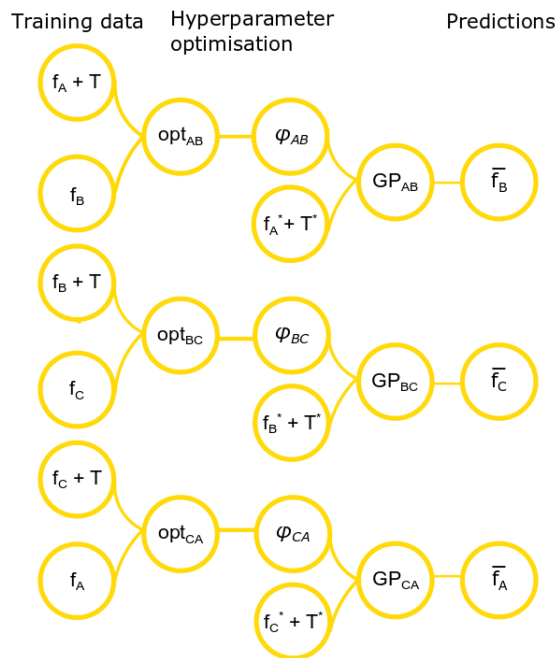 Training data
Hyperparameter
optimisation
Predictions
f_A + T
f_B
opt_AB
φ_AB
f_A^* + T^*
GP_AB
f̅_B
f_B + T
f_C
opt_BC
φ_BC
f_B^* + T^*
GP_BC
f̅_C
f_C + T
f_A
opt_CA
φ_CA
f_C^* + T^*
GP_CA
f̅_A